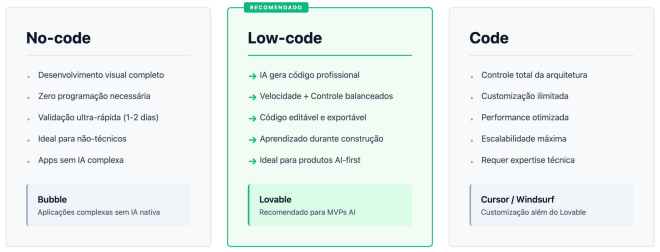 No-code
Desenvolvimento visual completo
Zero programação necessária
Validação ultra-rápida (1-2 dias)
Ideal para não-técnicos
Apps sem IA complexa
Bubble
Aplicações complexas sem IA nativa
RECOMENDADO
Low-code
IA gera código profissional
Velocidade + Controle balanceados
Código editável e exportável
Aprendizado durante construção
Ideal para produtos AI-first
Lovable
Recomendado para MVPs AI
Code
Controle total da arquitetura
Customização ilimitada
Performance otimizada
Escalabilidade máxima
Requer expertise técnica
Cursor / Windsurf
Customização além do Lovable